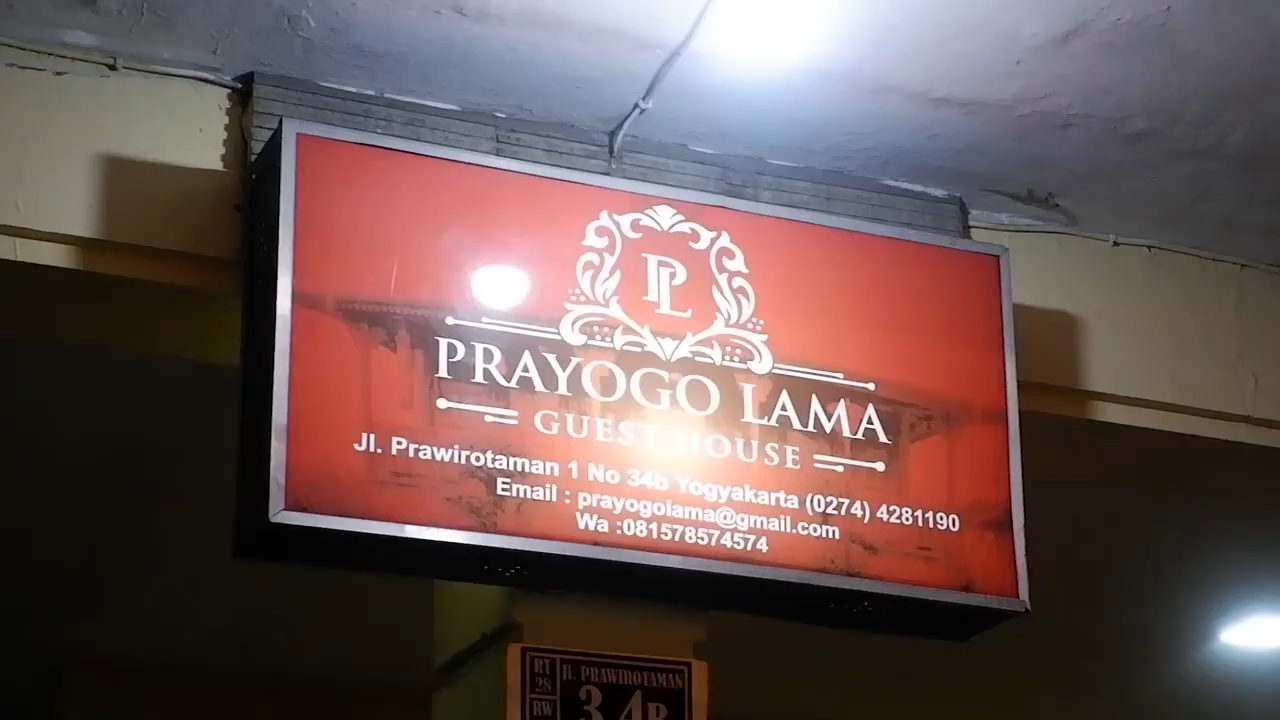 PL
PRAYOGO LAMA
GUEST HOUSE
Jl. Prawirotaman 1 No 34b Yogyakarta (0274) 4281190
Email : prayogolama@gmail.com
Wa :081578574574
RT
28
RW
Jl. PRAWIROTAMAN
34B